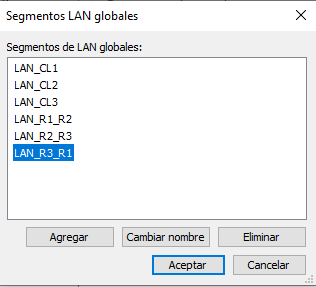 Segmentos LAN globales
Segmentos de LAN globales:
LAN_CL1
LAN_CL2
LAN_CL3
LAN_R1_R2
LAN_R2_R3
LAN_R3_R1
Agregar
Cambiar nombre
Eliminar
Aceptar
Cancelar